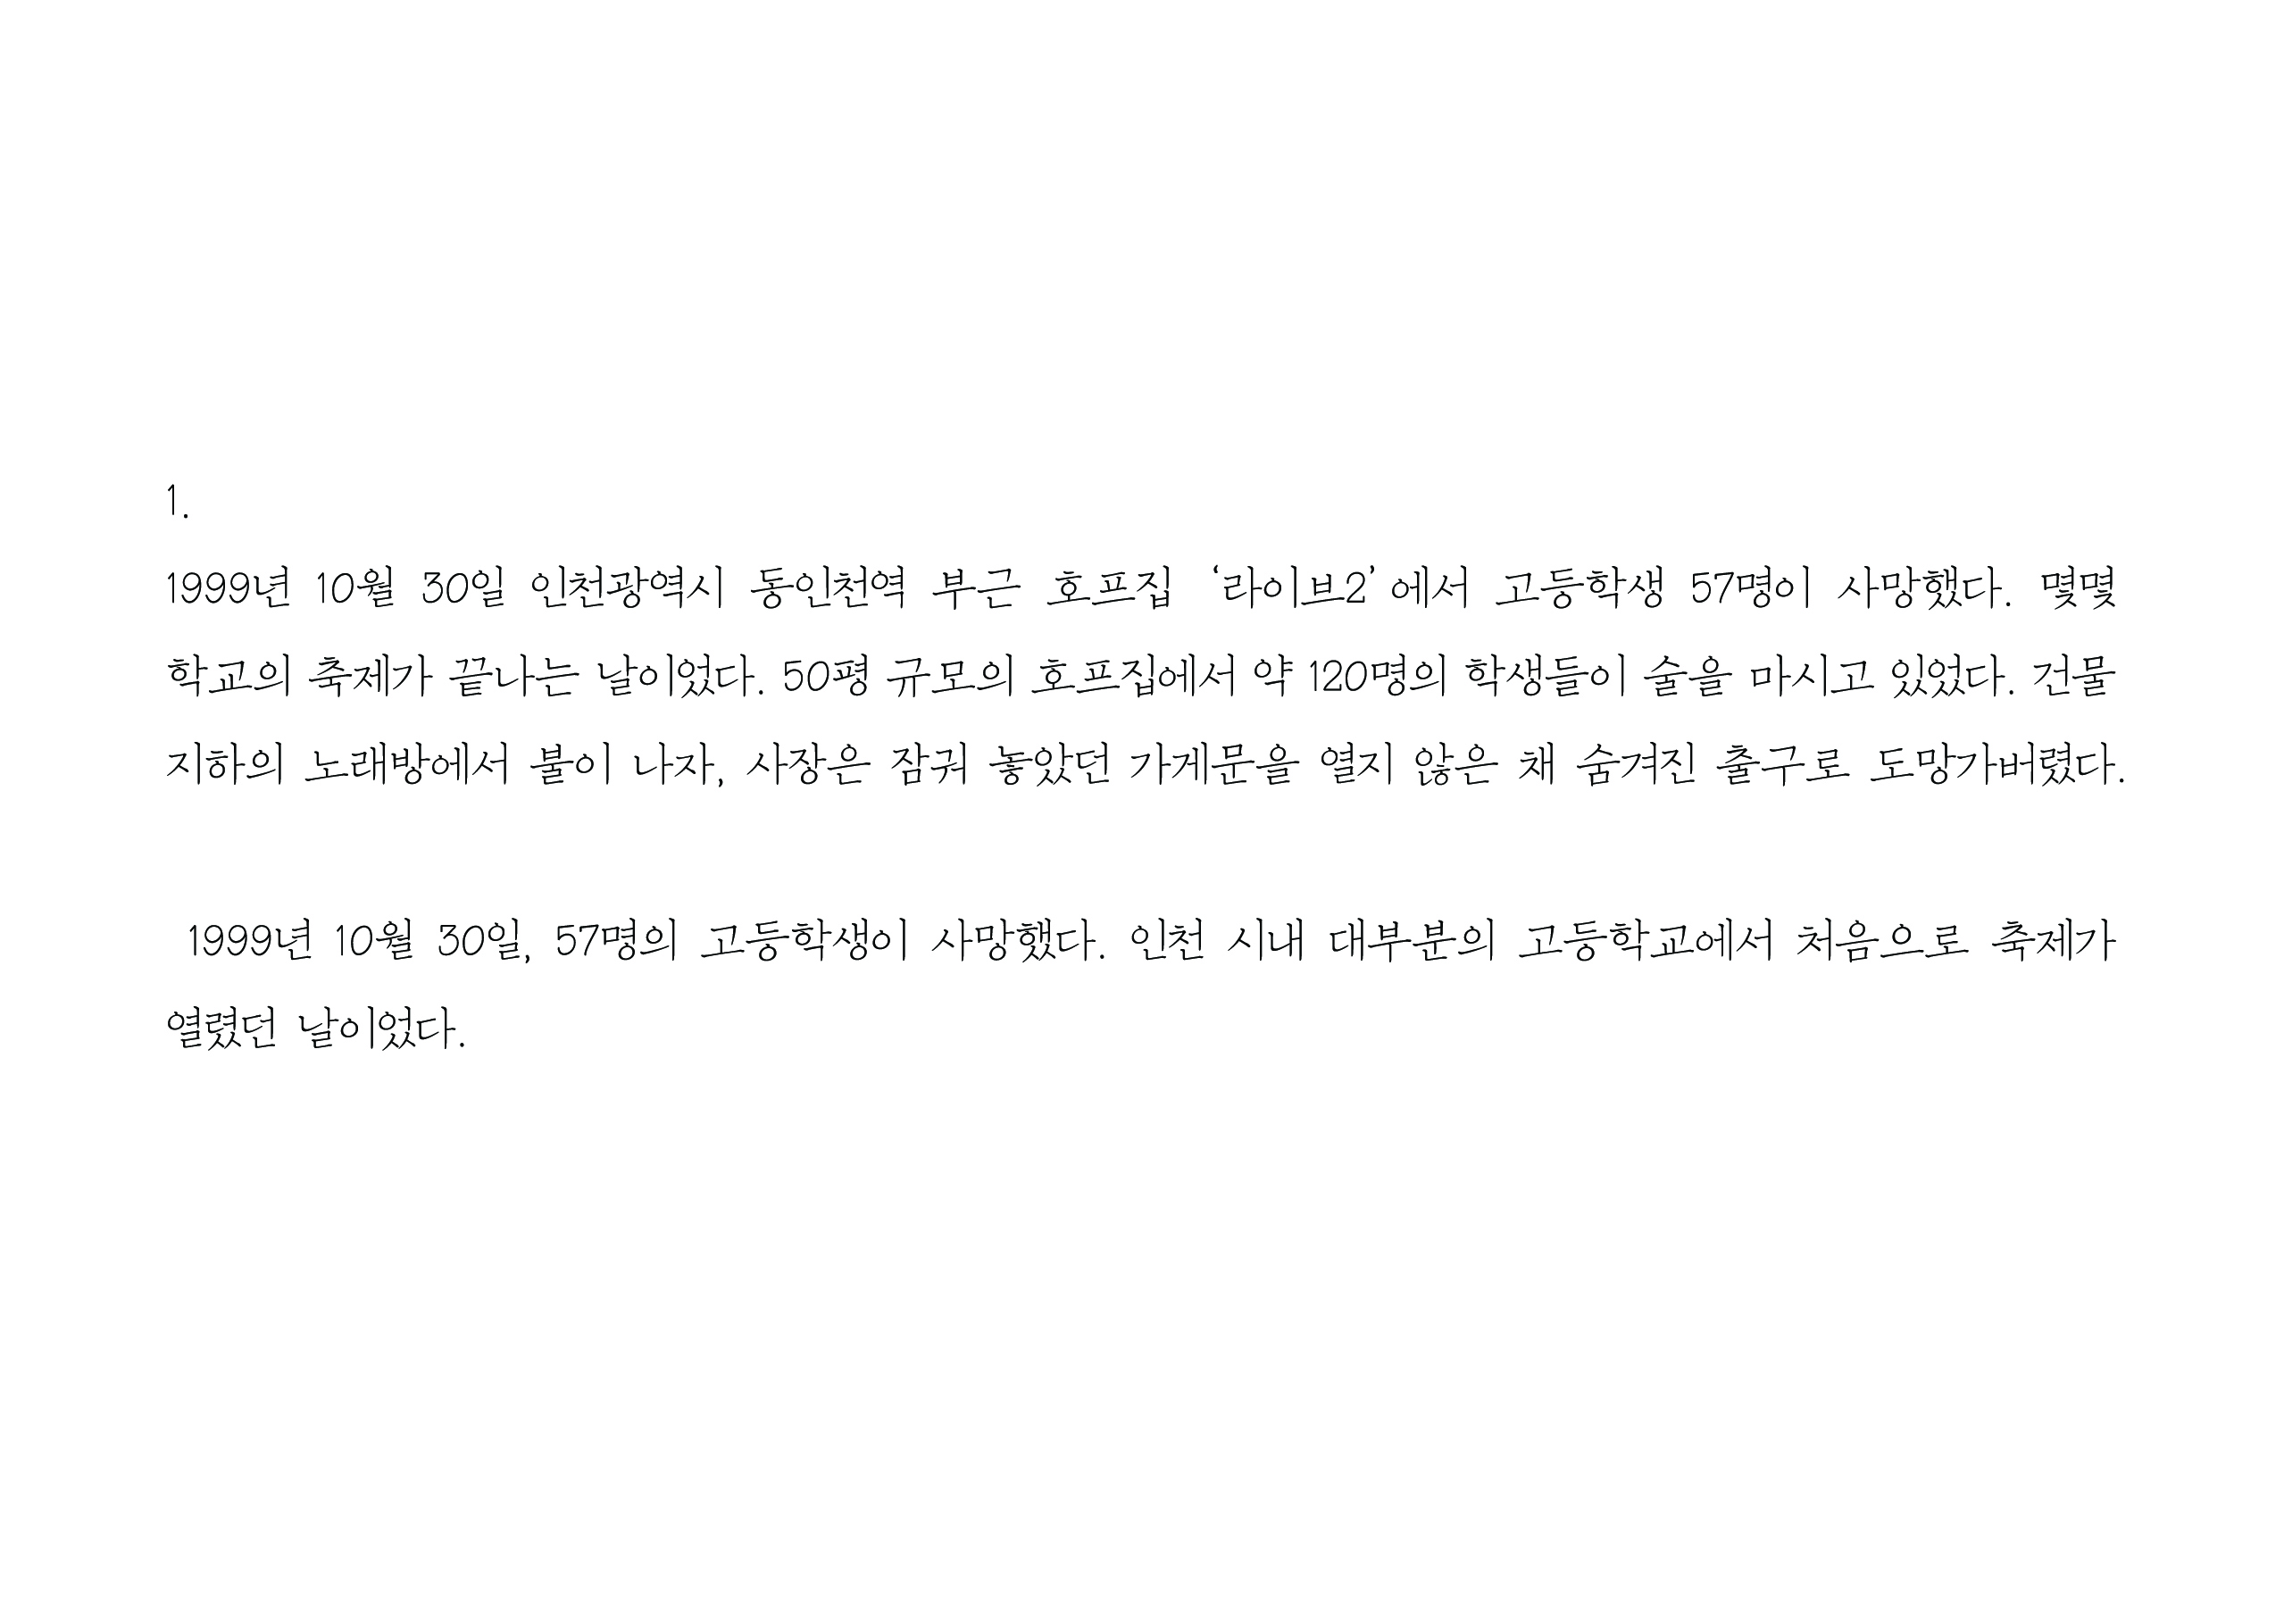 1.
1999년 10월 30일 인천광역시 동인천역 부근 호프집 ‘라이브2’에서 고등학생 57명이 사망했다. 몇몇
학교의 축제가 끝나는 날이었다. 50평 규모의 호프집에서 약 120명의 학생들이 술을 마시고 있었다. 건물
지하의 노래방에서 불이 나자, 사장은 잠궈 놓았던 가게문을 열지 않은 채 숨겨진 출구로 도망가버렸다.
1999년 10월 30일, 57명의 고등학생이 사망했다. 인천 시내 대부분의 고등학교에서 처음으로 축제가
열렸던 날이었다.